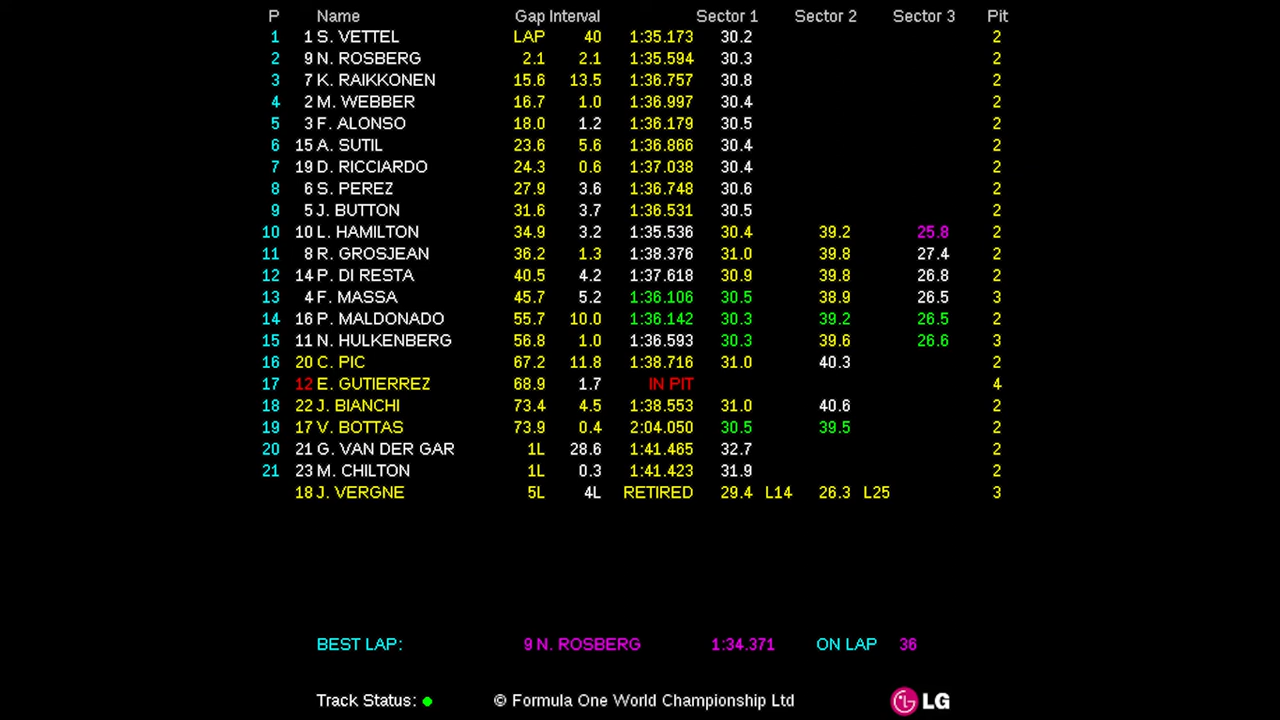 P Name Gap Interval Sector 1 Sector 2 Sector 3 Pit
1 1 S. VETTEL LAP 40 1:35.173 30.2 2
2 9 N. ROSBERG 2.1 2.1 1:35.594 30.3 2
3 7 K. RAIKKONEN 15.6 13.5 1:36.757 30.8 2
4 2 M. WEBBER 16.7 1.0 1:36.997 30.4 2
5 3 F. ALONSO 18.0 1.2 1:36.179 30.5 2
6 15 A. SUTIL 23.6 5.6 1:36.866 30.4 2
7 19 D. RICCIARDO 24.3 0.6 1:37.038 30.4 2
8 6 S. PEREZ 27.9 3.6 1:36.748 30.6 2
9 5 J. BUTTON 31.6 3.7 1:36.531 30.5 2
10 10 L. HAMILTON 34.9 3.2 1:35.536 30.4 39.2 25.8 2
11 8 R. GROSJEAN 36.2 1.3 1:38.376 31.0 39.8 27.4 2
12 14 P. DI RESTA 40.5 4.2 1:37.618 30.9 39.8 26.8 2
13 4 F. MASSA 45.7 5.2 1:36.106 30.5 38.9 26.5 3
14 16 P. MALDONADO 55.7 10.0 1:36.142 30.3 39.2 26.5 2
15 11 N. HULKENBERG 56.8 1.0 1:36.593 30.3 39.6 26.6 3
16 20 C. PIC 67.2 11.8 1:38.716 31.0 40.3 2
17 12 E. GUTIERREZ 68.9 1.7 IN PIT 4
18 22 J. BIANCHI 73.4 4.5 1:38.553 31.0 40.6 2
19 17 V. BOTTAS 73.9 0.4 2:04.050 30.5 39.5 2
20 21 G. VAN DER GAR 1L 28.6 1:41.465 32.7 2
21 23 M. CHILTON 1L 0.3 1:41.423 31.9 2
18 J. VERGNE 5L 4L RETIRED 29.4 L14 26.3 L25 3
BEST LAP: 9 N. ROSBERG 1:34.371 ON LAP 36
Track Status: © Formula One World Championship Ltd LG